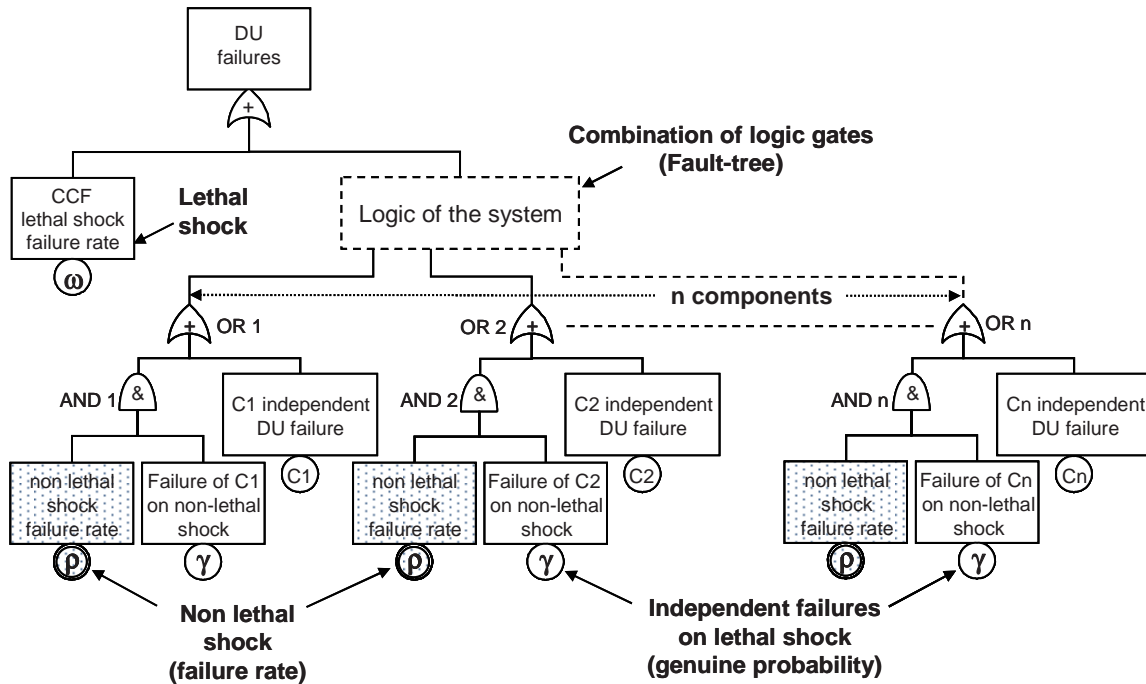 DU
failures
+
Combination of logic gates
(Fault-tree)
CCF
lethal shock
failure rate
ω
Lethal
shock
Logic of the system
n components
+
OR 1
OR 2
+
+
OR n
AND 1
&
C1 independent
DU failure
C1
AND 2
&
C2 independent
DU failure
C2
AND n
&
Cn independent
DU failure
Cn
non lethal
shock
failure rate
ρ
Failure of C1
on non-lethal
shock
γ
non lethal
shock
failure rate
ρ
Failure of C2
on non-lethal
shock
γ
non lethal
shock
failure rate
ρ
Failure of Cn
on non-lethal
shock
γ
Non lethal
shock
(failure rate)
Independent failures
on lethal shock
(genuine probability)